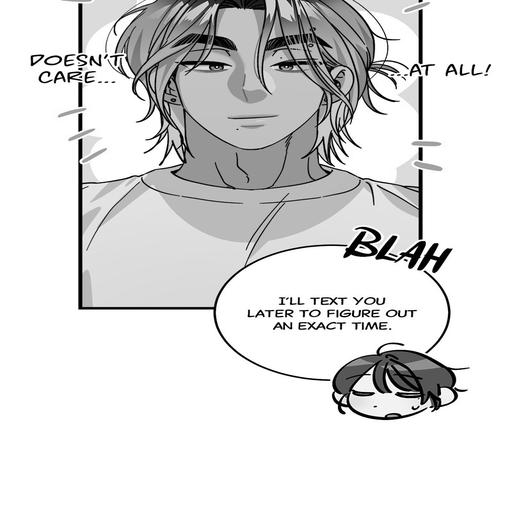 DOESN'T
CARE...
...AT ALL!
BLAH
I'LL TEXT YOU
LATER TO FIGURE OUT
AN EXACT TIME.